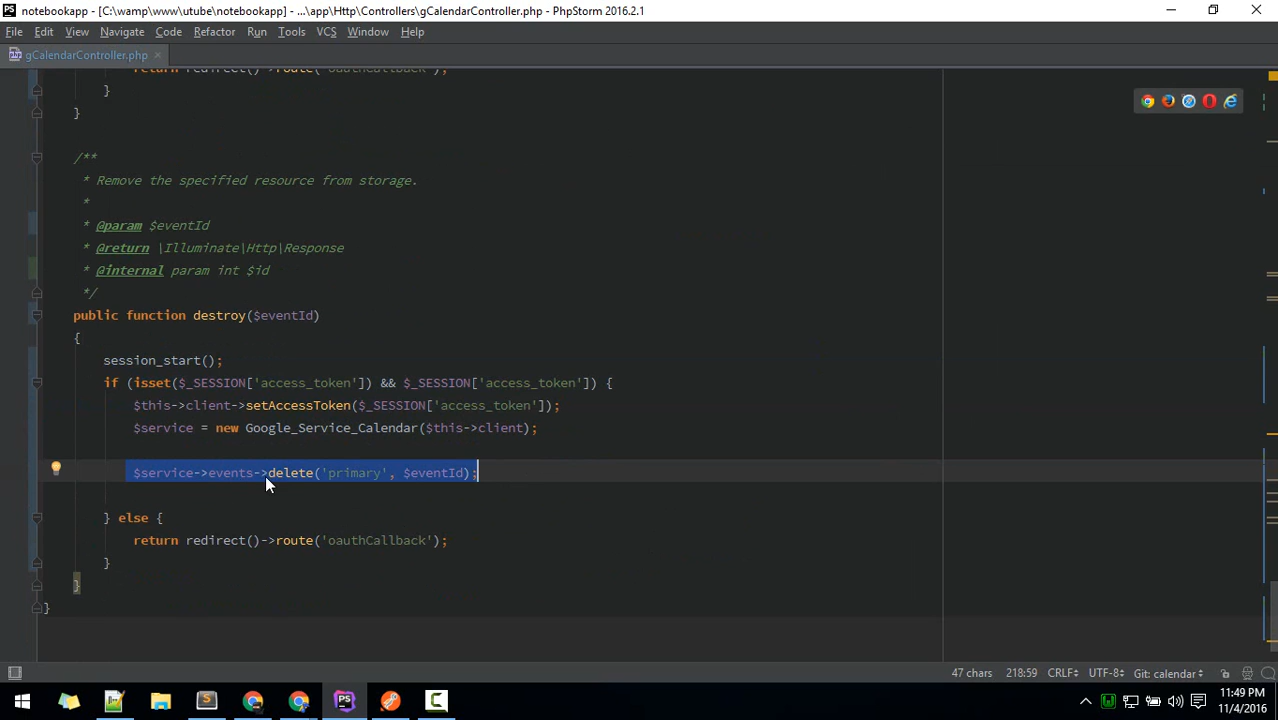 notebookapp - [C:\wamp\www\utube\notebookapp] - ...\app\Http\Controllers\gCalendarController.php - PhpStorm 2016.2.1
File Edit View Navigate Code Refactor Run Tools VCS Window Help
gCalendarController.php
return redirect()->route('oauthCallback');
}
}
/**
* Remove the specified resource from storage.
*
* @param $eventId
* @return \Illuminate\Http\Response
* @internal param int $id
*/
public function destroy($eventId)
{
session_start();
if (isset($_SESSION['access_token']) && $_SESSION['access_token']) {
$this->client->setAccessToken($_SESSION['access_token']);
$service = new Google_Service_Calendar($this->client);
$service->events->delete('primary', $eventId);
} else {
return redirect()->route('oauthCallback');
}
}
}
47 chars 218:59 CRLF÷ UTF-8÷ Git: calendar÷
11:49 PM
11/4/2016